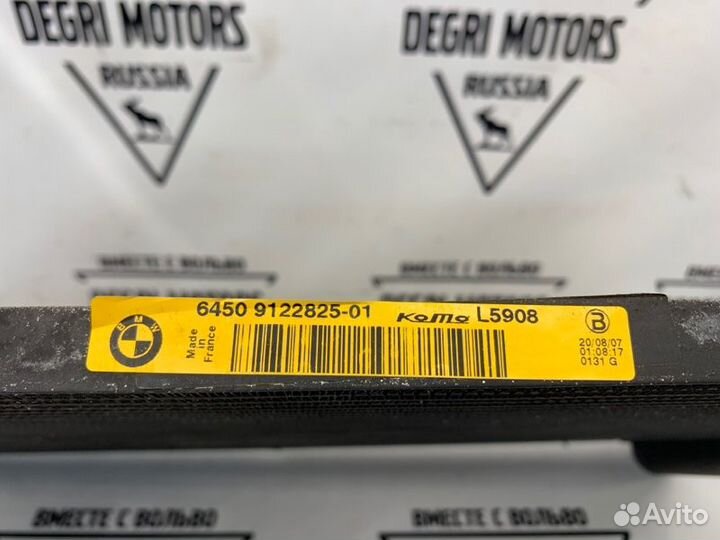 DEGRI MOTORS
RUSSIA
DEGRI MOTORS
RUSSIA
ВМЕСТЕ С ВОЛЬВО
ВМЕСТЕ С ВОЛЬВО
BMW
6450 9122825-01 KoMo L5908
Made
in
France
B
20/08/07
01:08:17
0131 G
ВМЕСТЕ С ВОЛЬВО
ВМЕСТЕ С ВОЛЬВО
Avito